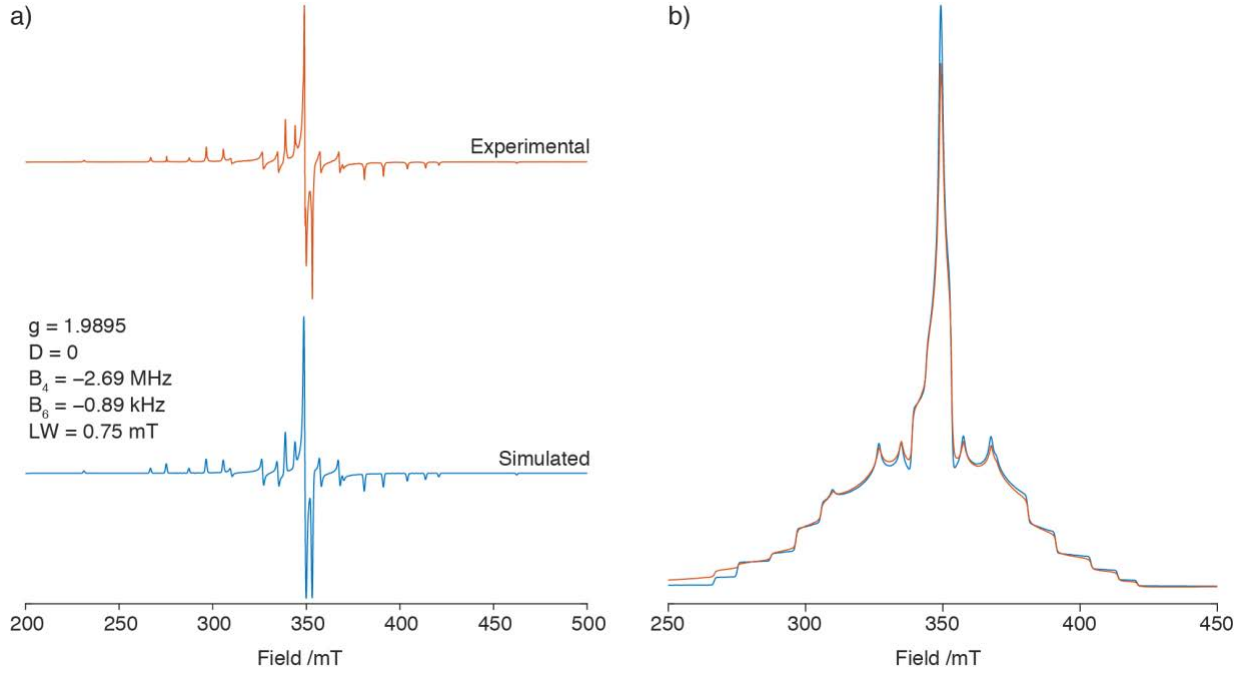 a)
Experimental
g = 1.9895
D = 0
B₄ = −2.69 MHz
B₆ = −0.89 kHz
LW = 0.75 mT
Simulated
200 250 300 350 400 450 500
Field /mT
b)
250 300 350 400 450
Field /mT